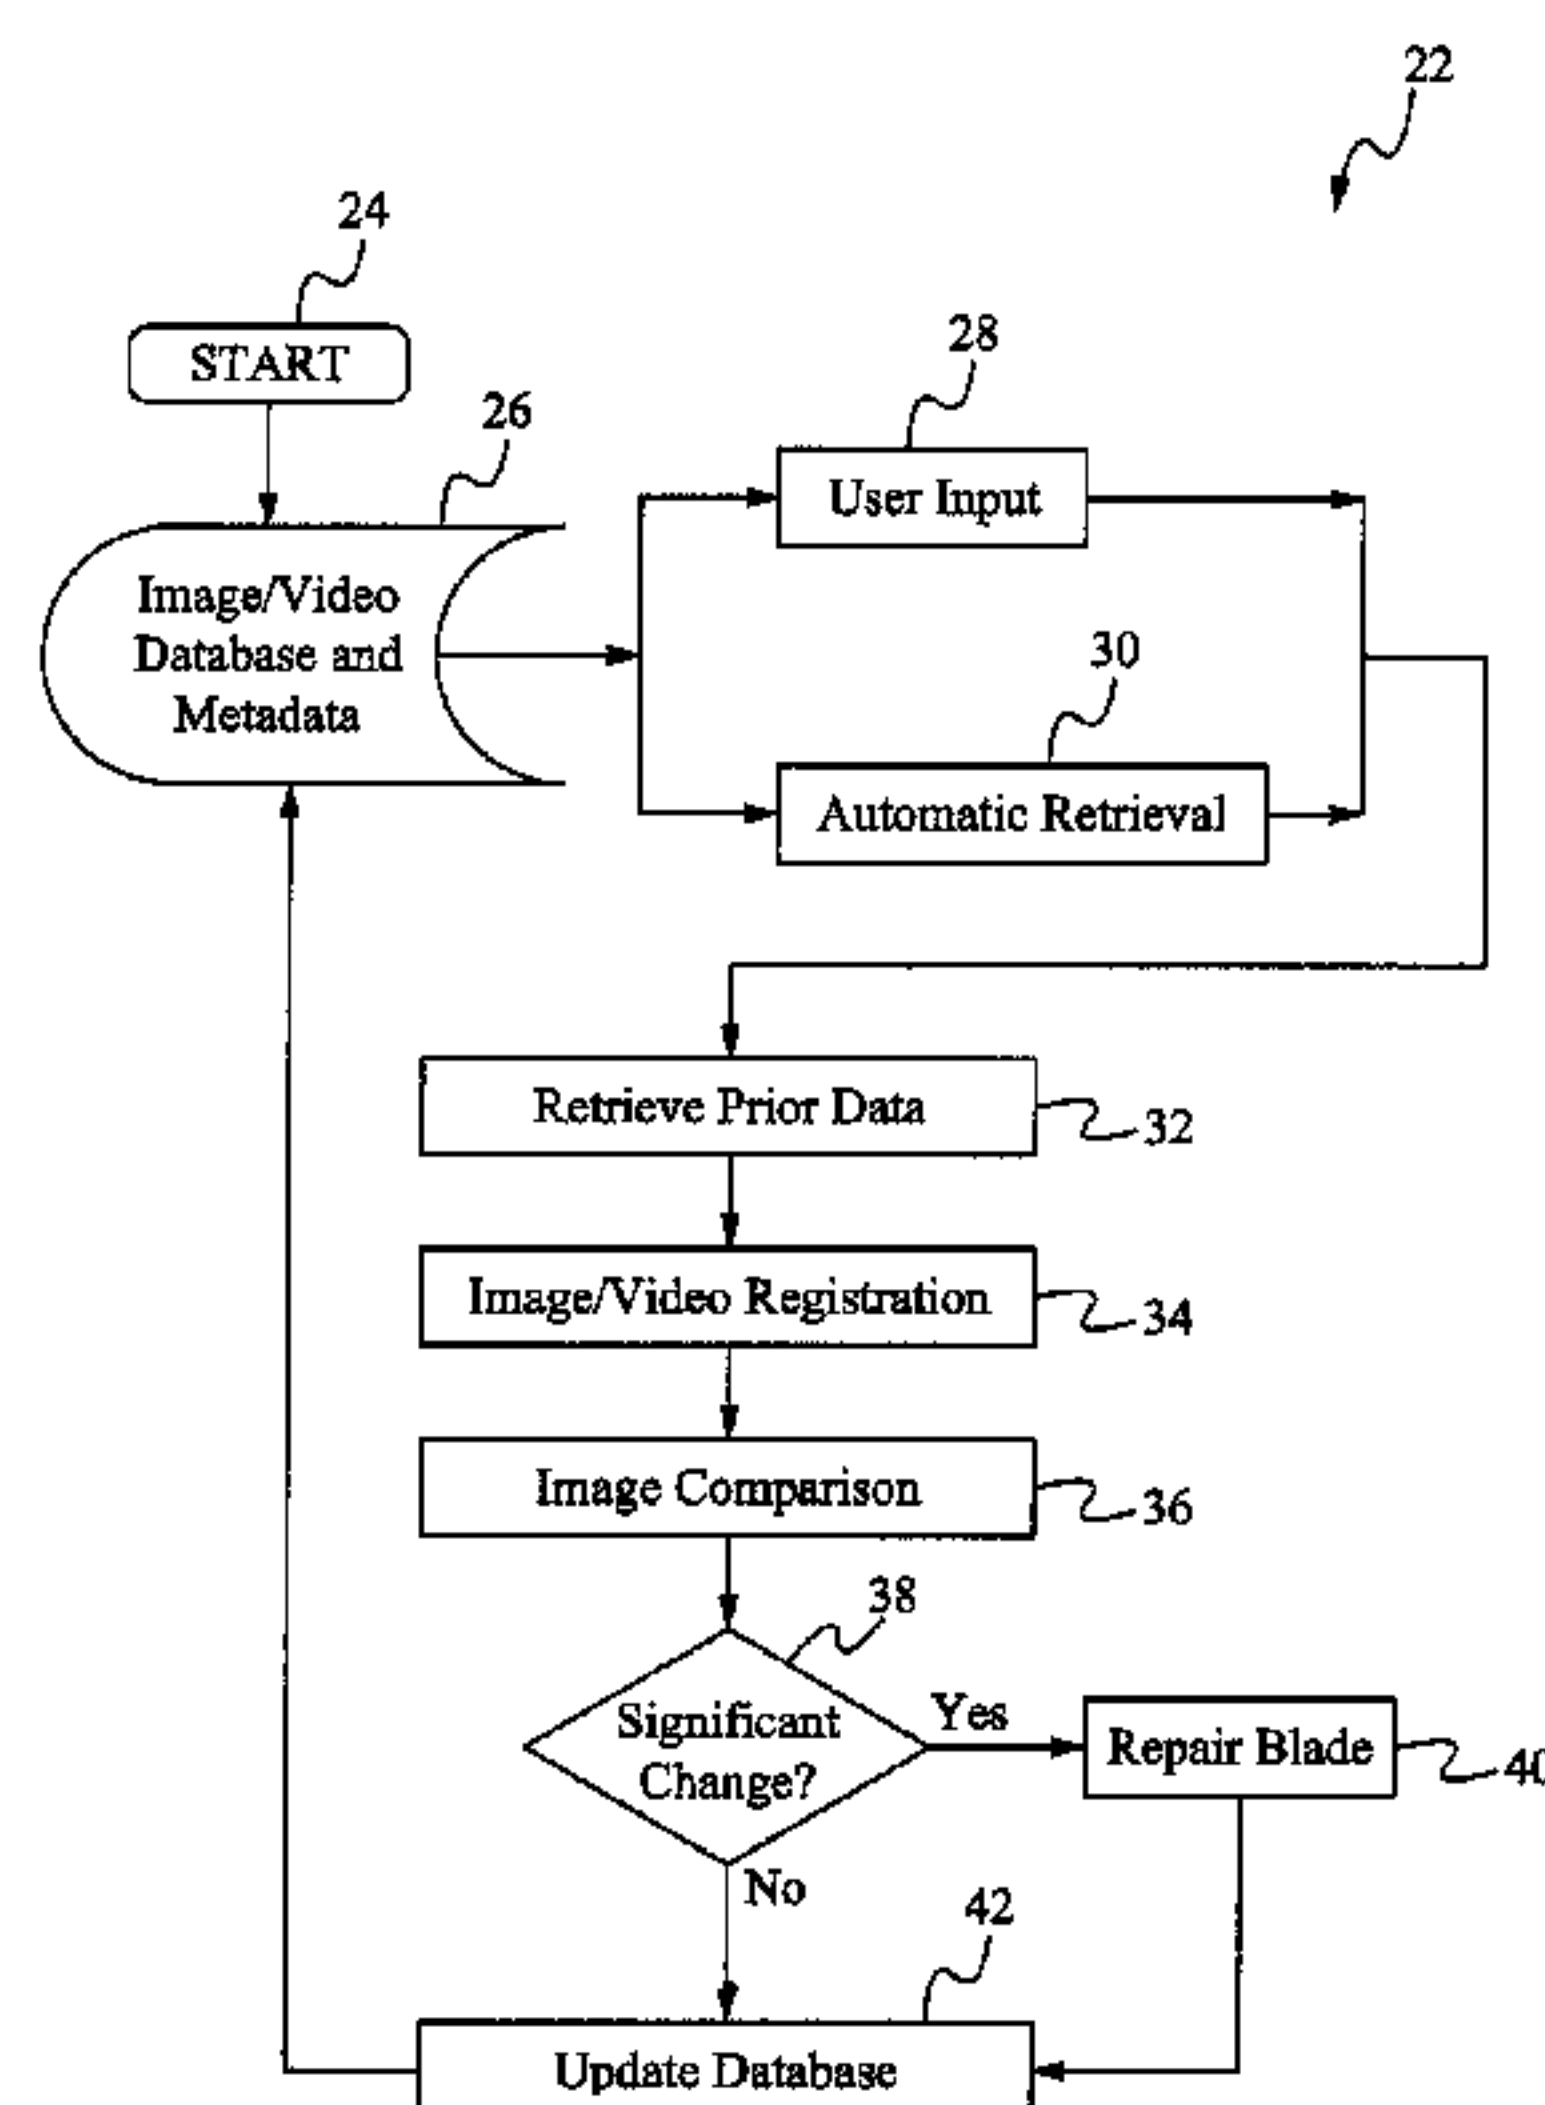 22
24
START
26
28
User Input
Image/Video
Database and
Metadata
30
Automatic Retrieval
Retrieve Prior Data
32
Image/Video Registration
34
Image Comparison
36
38
Significant
Change?
Yes
Repair Blade
40
No
42
Update Database